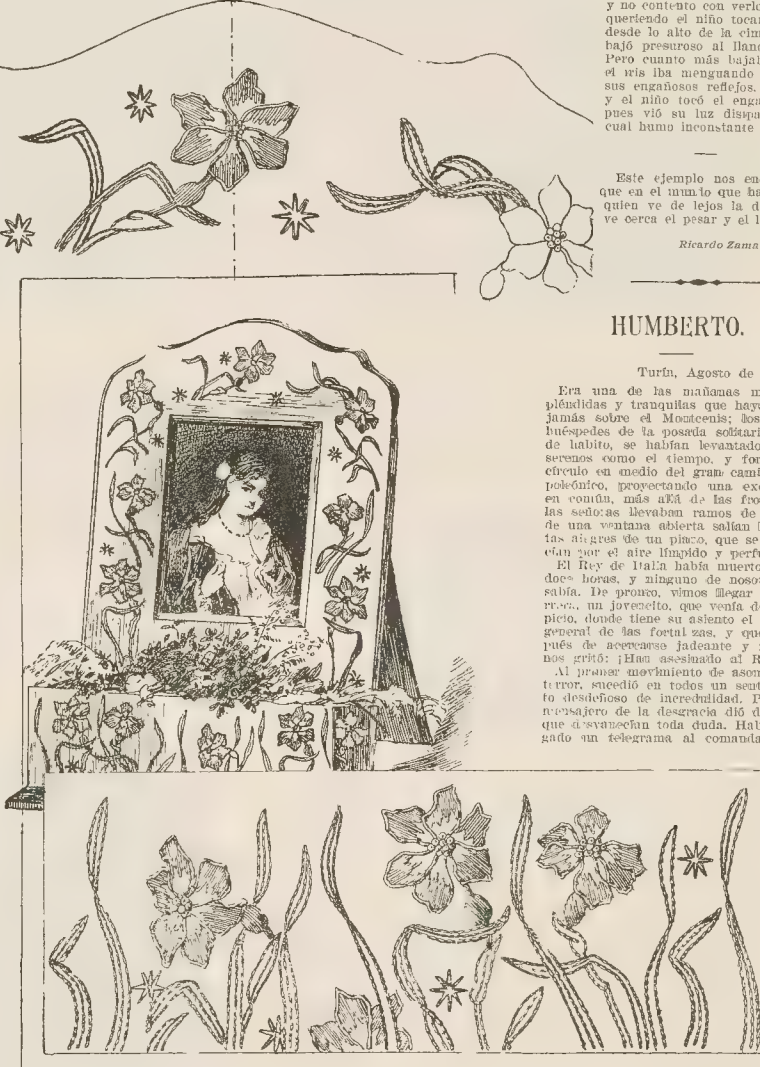 y no contento con verlo
queriendo el niño tocar
desde lo alto de la cim
bajó presuroso al llano
Pero cuanto más bajab
el iris iba menguando
sus engañosos reflejos.
y el niño tocó el enga
pues vió su luz disipa
cual humo inconstante
Este ejemplo nos en
que en el mundo que ha
quien ve de lejos la d
ve cerca el pesar y el l
Ricardo Zama
HUMBERTO.
Turín, Agosto de
Era una de las mañanas m
pléndidas y tranquilas que hay
jamás sobre el Montcenis; los
huéspedes de la posada solitari
de habito, se habían levantado
serenos como el tiempo, y for
círculo en medio del gran cami
poleónico, proyectando una ex
en común, más allá de las fro
las señoras llevaban ramos de
de una ventana abierta salían
tas alegres de un piano, que se
cían por el aire límpido y perfu
El Rey de Italia había muerto
doce horas, y ninguno de noso
sabía. De pronto, vimos llegar
un jovencito, que venía de
picio, donde tiene su asiento el
general de las fortal zas, y que
pués de acercarse jadeante y
nos gritó: ¡Han asesinado al R
Al primer movimiento de asom
terror, sucedió en todos un sent
to desdeñoso de incredulidad. P
mensajero de la desgracia dió d
que desvanecían toda duda. Hab
gado un telegrama al comanda